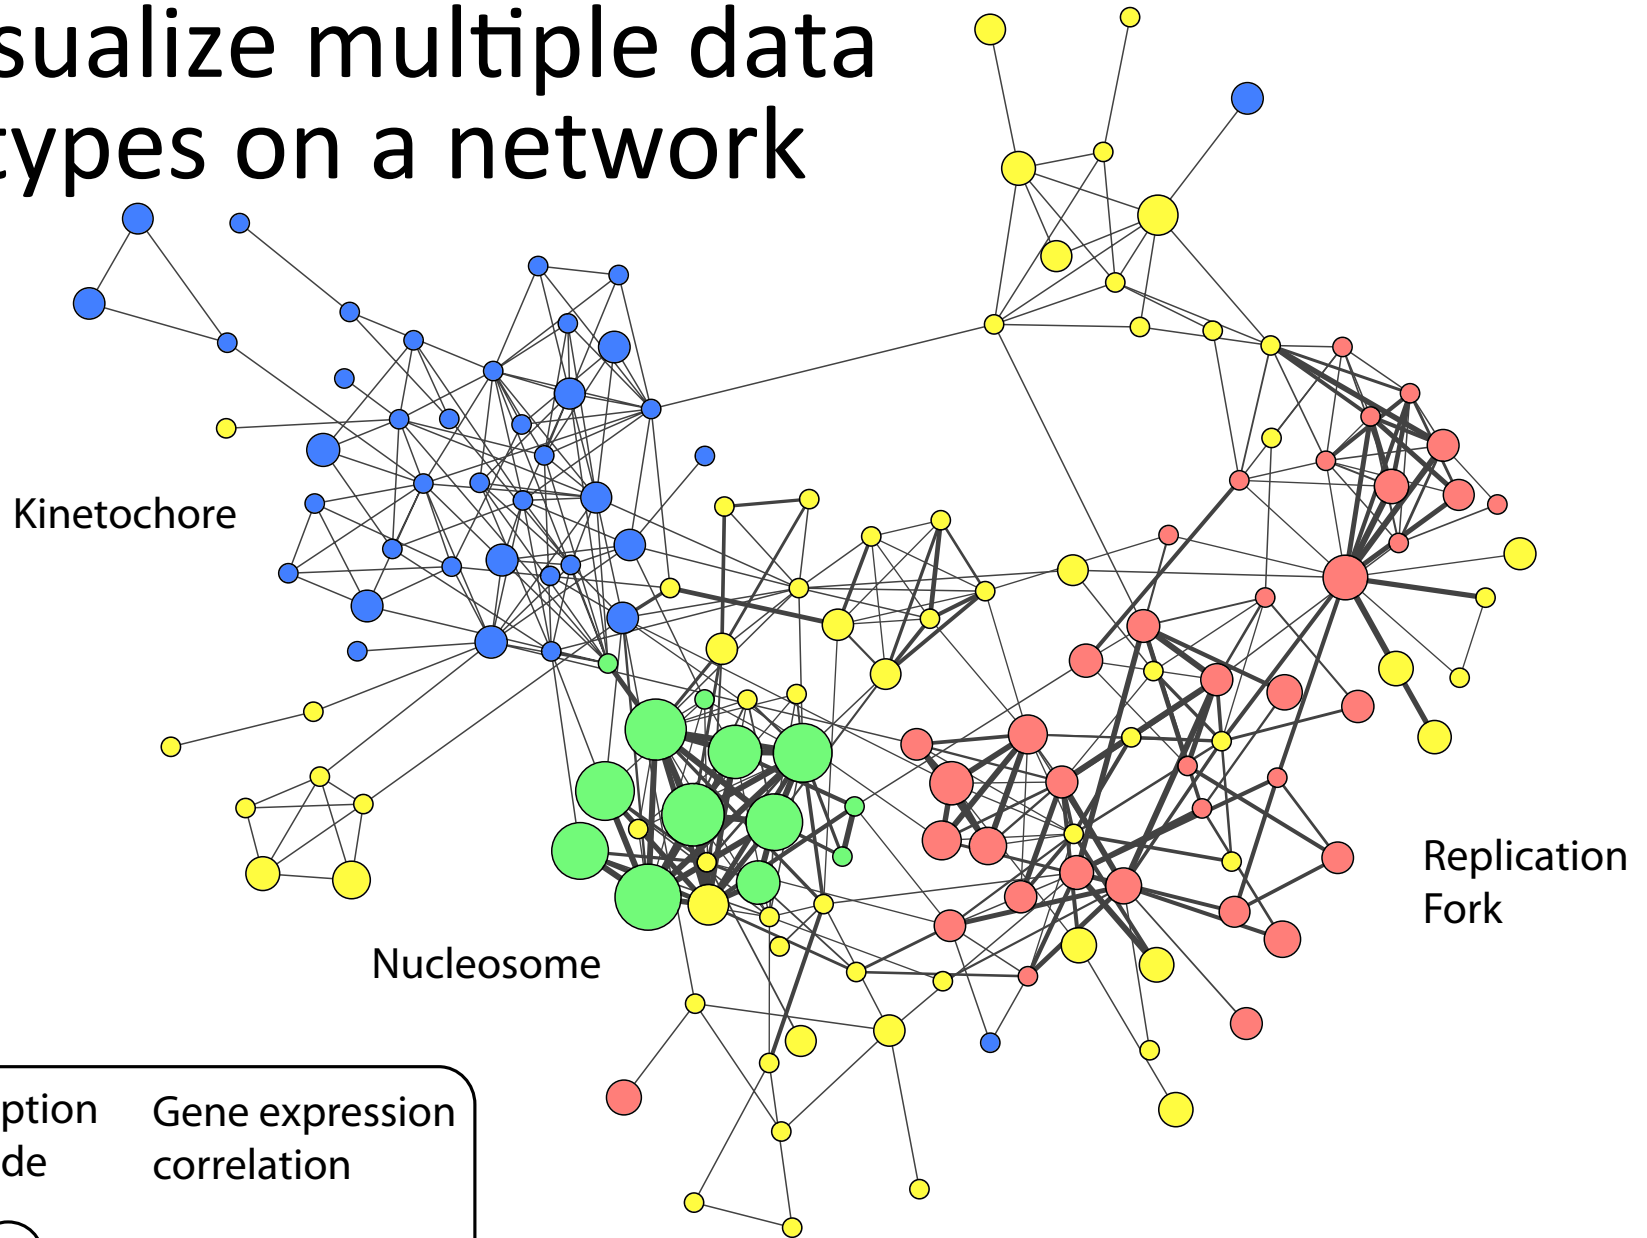 sualize multiple data
types on a network
Kinetochore
Replication
Fork
Nucleosome
ption
Gene expression
de
correlation